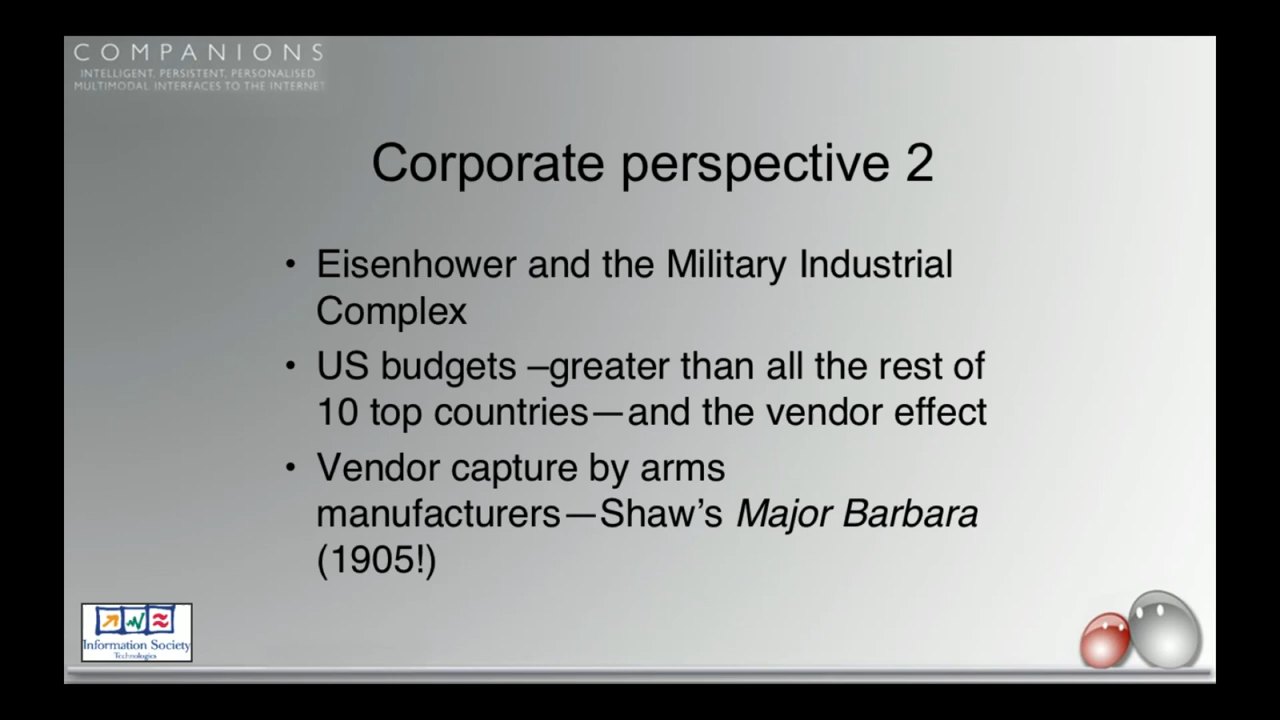 COMPANIONS
INTELLIGENT, PERSISTENT, PERSONALISED
MULTIMODAL INTERFACES TO THE INTERNET
Corporate perspective 2
• Eisenhower and the Military Industrial
Complex
• US budgets –greater than all the rest of
10 top countries—and the vendor effect
• Vendor capture by arms
manufacturers—Shaw’s Major Barbara
(1905!)
Information Society
Technologies